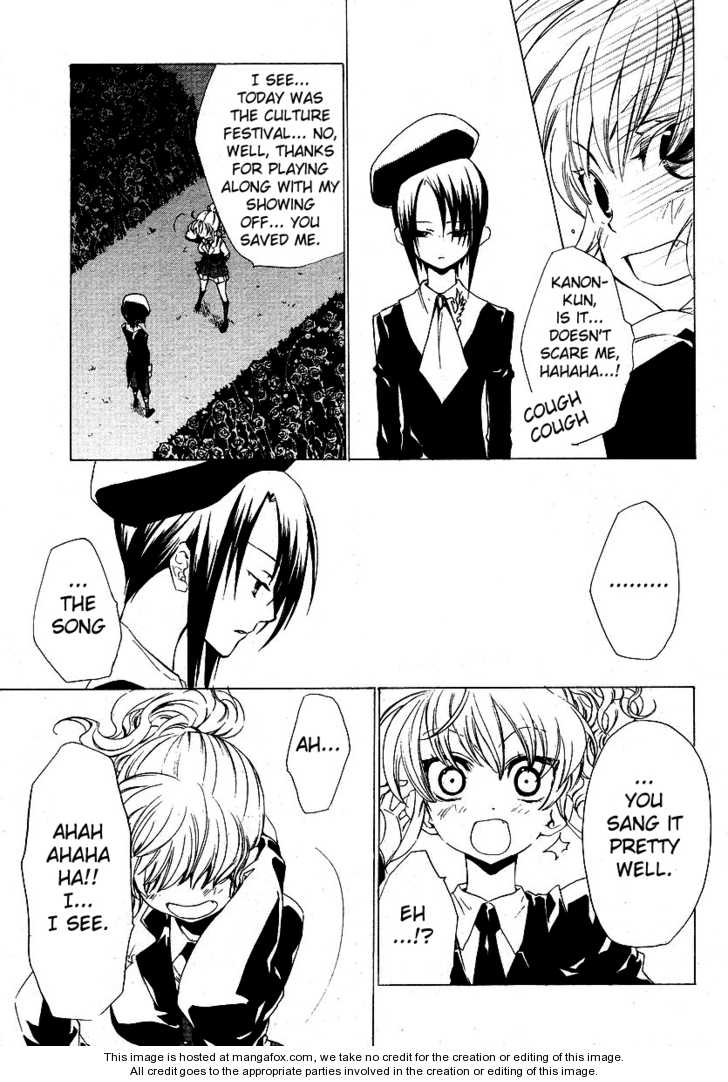 KANON-
KUN,
IS IT...
DOESN'T
SCARE ME,
HAHAHA...!
COUGH
COUGH
I SEE...
TODAY WAS
THE CULTURE
FESTIVAL... NO,
WELL, THANKS
FOR PLAYING
ALONG WITH MY
SHOWING
OFF... YOU
SAVED ME.
..........
...
THE
SONG
...
YOU
SANG IT
PRETTY
WELL.
EH
...!?
AH...
AHAH
AHAHA
HA!!
I...
I SEE.
This image is hosted at mangafox.com, we take no credit for the creation or editing of this image.
All credit goes to the appropriate parties involved in the creation or editing of this image.